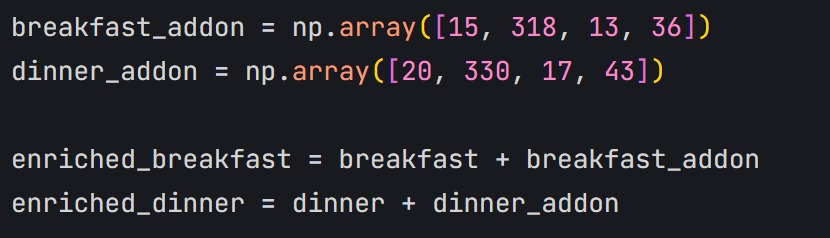 breakfast_addon = np.array([15, 318, 13, 36])
dinner_addon = np.array([20, 330, 17, 43])
enriched_breakfast = breakfast + breakfast_addon
enriched_dinner = dinner + dinner_addon